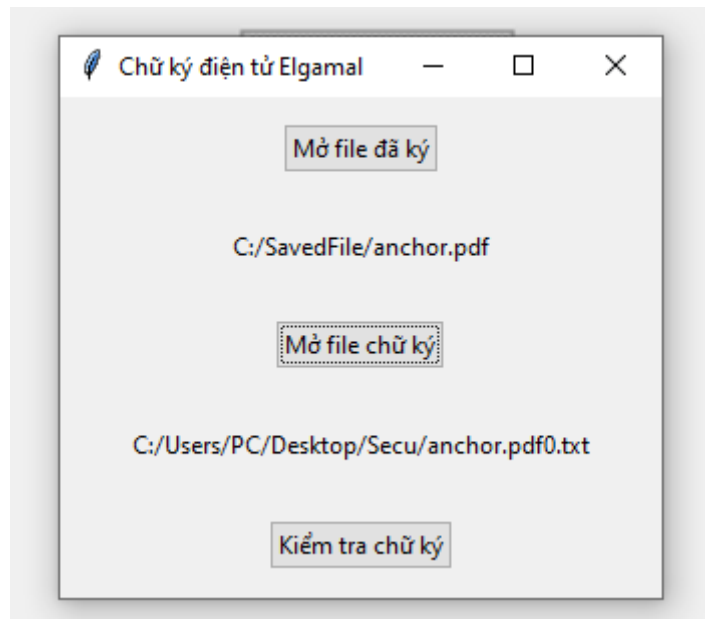 Chữ ký điện tử Elgamal
Mở file đã ký
C:/SavedFile/anchor.pdf
Mở file chữ ký
C:/Users/PC/Desktop/Secu/anchor.pdf0.txt
Kiểm tra chữ ký